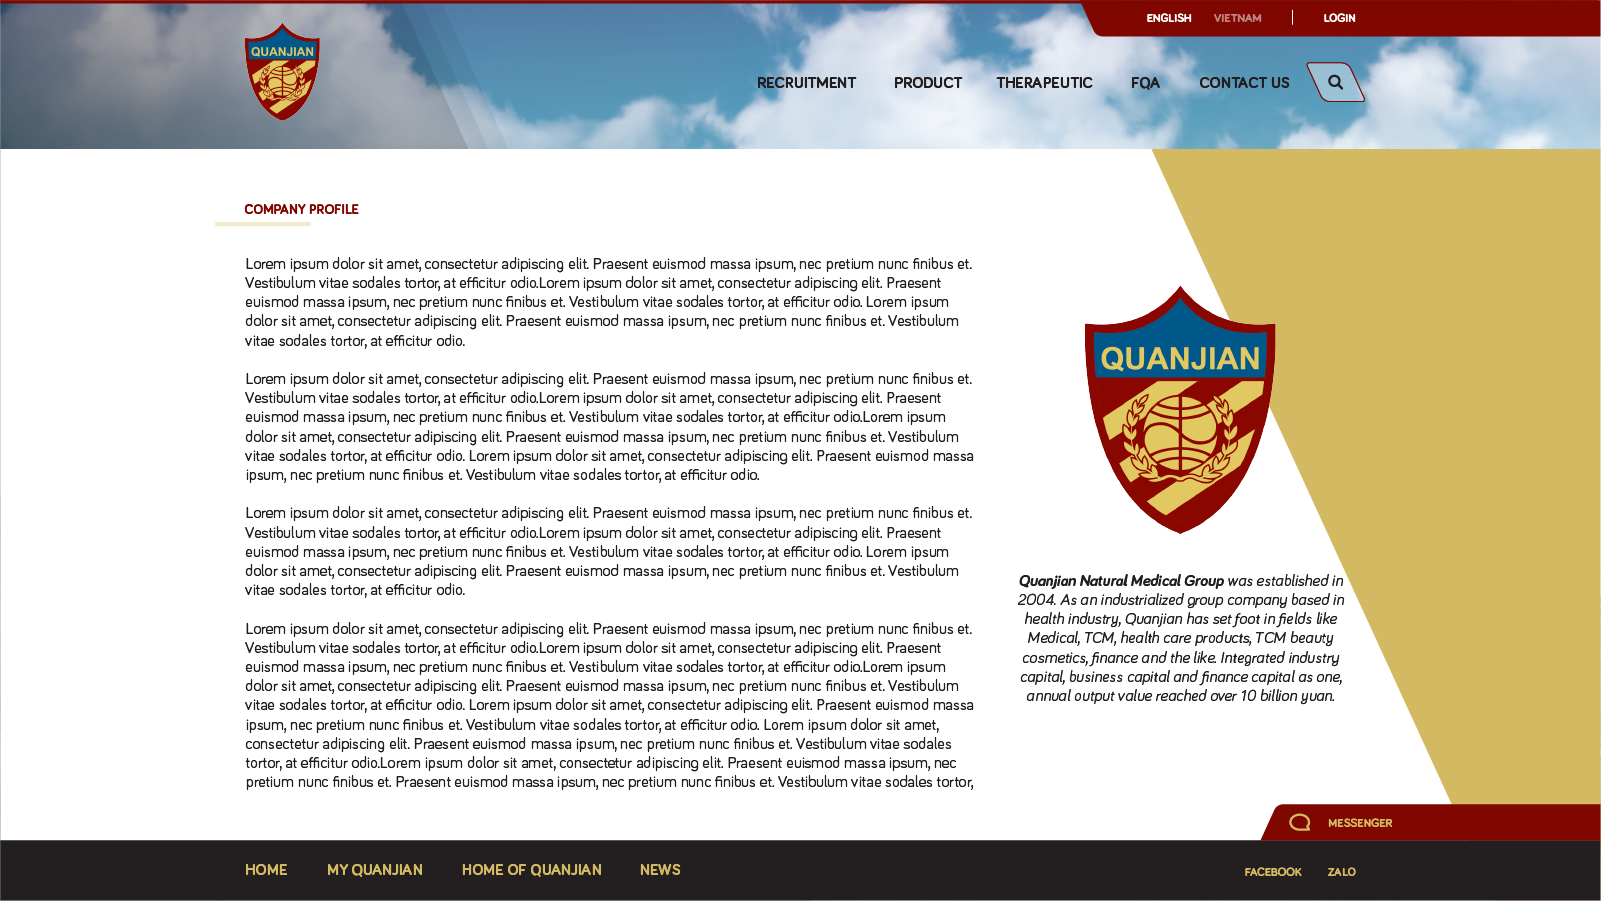 ENGLISH VIETNAM LOGIN
QUANJIAN
RECRUITMENT PRODUCT THERAPEUTIC FQA CONTACT US
COMPANY PROFILE
Lorem ipsum dolor sit amet, consectetur adipiscing elit. Praesent euismod massa ipsum, nec pretium nunc finibus et.
Vestibulum vitae sodales tortor, at efficitur odio.Lorem ipsum dolor sit amet, consectetur adipiscing elit. Praesent
euismod massa ipsum, nec pretium nunc finibus et. Vestibulum vitae sodales tortor, at efficitur odio. Lorem ipsum
dolor sit amet, consectetur adipiscing elit. Praesent euismod massa ipsum, nec pretium nunc finibus et. Vestibulum
vitae sodales tortor, at efficitur odio.
Lorem ipsum dolor sit amet, consectetur adipiscing elit. Praesent euismod massa ipsum, nec pretium nunc finibus et.
Vestibulum vitae sodales tortor, at efficitur odio.Lorem ipsum dolor sit amet, consectetur adipiscing elit. Praesent
euismod massa ipsum, nec pretium nunc finibus et. Vestibulum vitae sodales tortor, at efficitur odio.Lorem ipsum
dolor sit amet, consectetur adipiscing elit. Praesent euismod massa ipsum, nec pretium nunc finibus et. Vestibulum
vitae sodales tortor, at efficitur odio. Lorem ipsum dolor sit amet, consectetur adipiscing elit. Praesent euismod massa
ipsum, nec pretium nunc finibus et. Vestibulum vitae sodales tortor, at efficitur odio.
Lorem ipsum dolor sit amet, consectetur adipiscing elit. Praesent euismod massa ipsum, nec pretium nunc finibus et.
Vestibulum vitae sodales tortor, at efficitur odio.Lorem ipsum dolor sit amet, consectetur adipiscing elit. Praesent
euismod massa ipsum, nec pretium nunc finibus et. Vestibulum vitae sodales tortor, at efficitur odio. Lorem ipsum
dolor sit amet, consectetur adipiscing elit. Praesent euismod massa ipsum, nec pretium nunc finibus et. Vestibulum
vitae sodales tortor, at efficitur odio.
Lorem ipsum dolor sit amet, consectetur adipiscing elit. Praesent euismod massa ipsum, nec pretium nunc finibus et.
Vestibulum vitae sodales tortor, at efficitur odio.Lorem ipsum dolor sit amet, consectetur adipiscing elit. Praesent
euismod massa ipsum, nec pretium nunc finibus et. Vestibulum vitae sodales tortor, at efficitur odio.Lorem ipsum
dolor sit amet, consectetur adipiscing elit. Praesent euismod massa ipsum, nec pretium nunc finibus et. Vestibulum
vitae sodales tortor, at efficitur odio. Lorem ipsum dolor sit amet, consectetur adipiscing elit. Praesent euismod massa
ipsum, nec pretium nunc finibus et. Vestibulum vitae sodales tortor, at efficitur odio. Lorem ipsum dolor sit amet,
consectetur adipiscing elit. Praesent euismod massa ipsum, nec pretium nunc finibus et. Vestibulum vitae sodales
tortor, at efficitur odio.Lorem ipsum dolor sit amet, consectetur adipiscing elit. Praesent euismod massa ipsum, nec
pretium nunc finibus et. Praesent euismod massa ipsum, nec pretium nunc finibus et. Vestibulum vitae sodales tortor,
QUANJIAN
Quanjian Natural Medical Group was established in
2004. As an industrialized group company based in
health industry, Quanjian has set foot in fields like
Medical, TCM, health care products, TCM beauty
cosmetics, finance and the like. Integrated industry
capital, business capital and finance capital as one,
annual output value reached over 10 billion yuan.
MESSENGER
HOME MY QUANJIAN HOME OF QUANJIAN NEWS
FACEBOOK ZALO